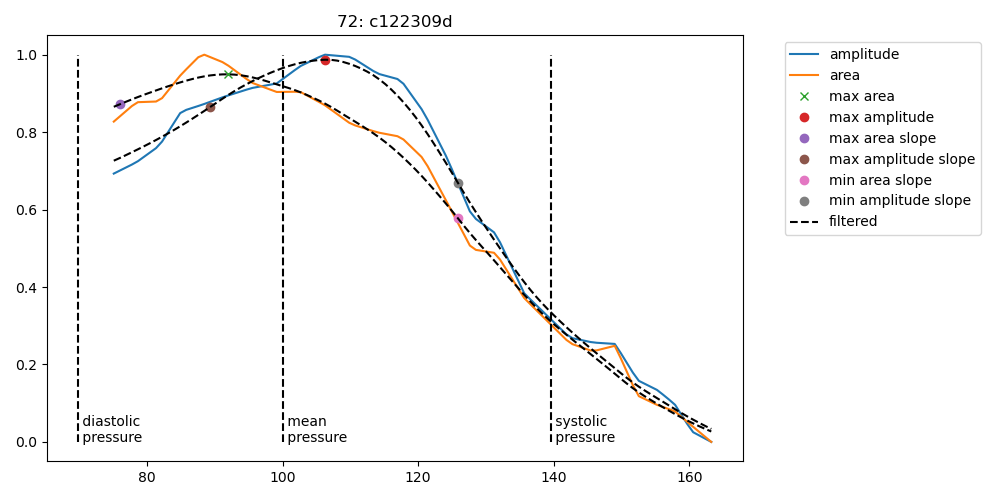 72: c122309d
1.0
0.8
0.6
0.4
0.2
0.0
80
100
120
140
160
diastolic
pressure
mean
pressure
systolic
pressure
amplitude
area
max area
max amplitude
max area slope
max amplitude slope
min area slope
min amplitude slope
filtered